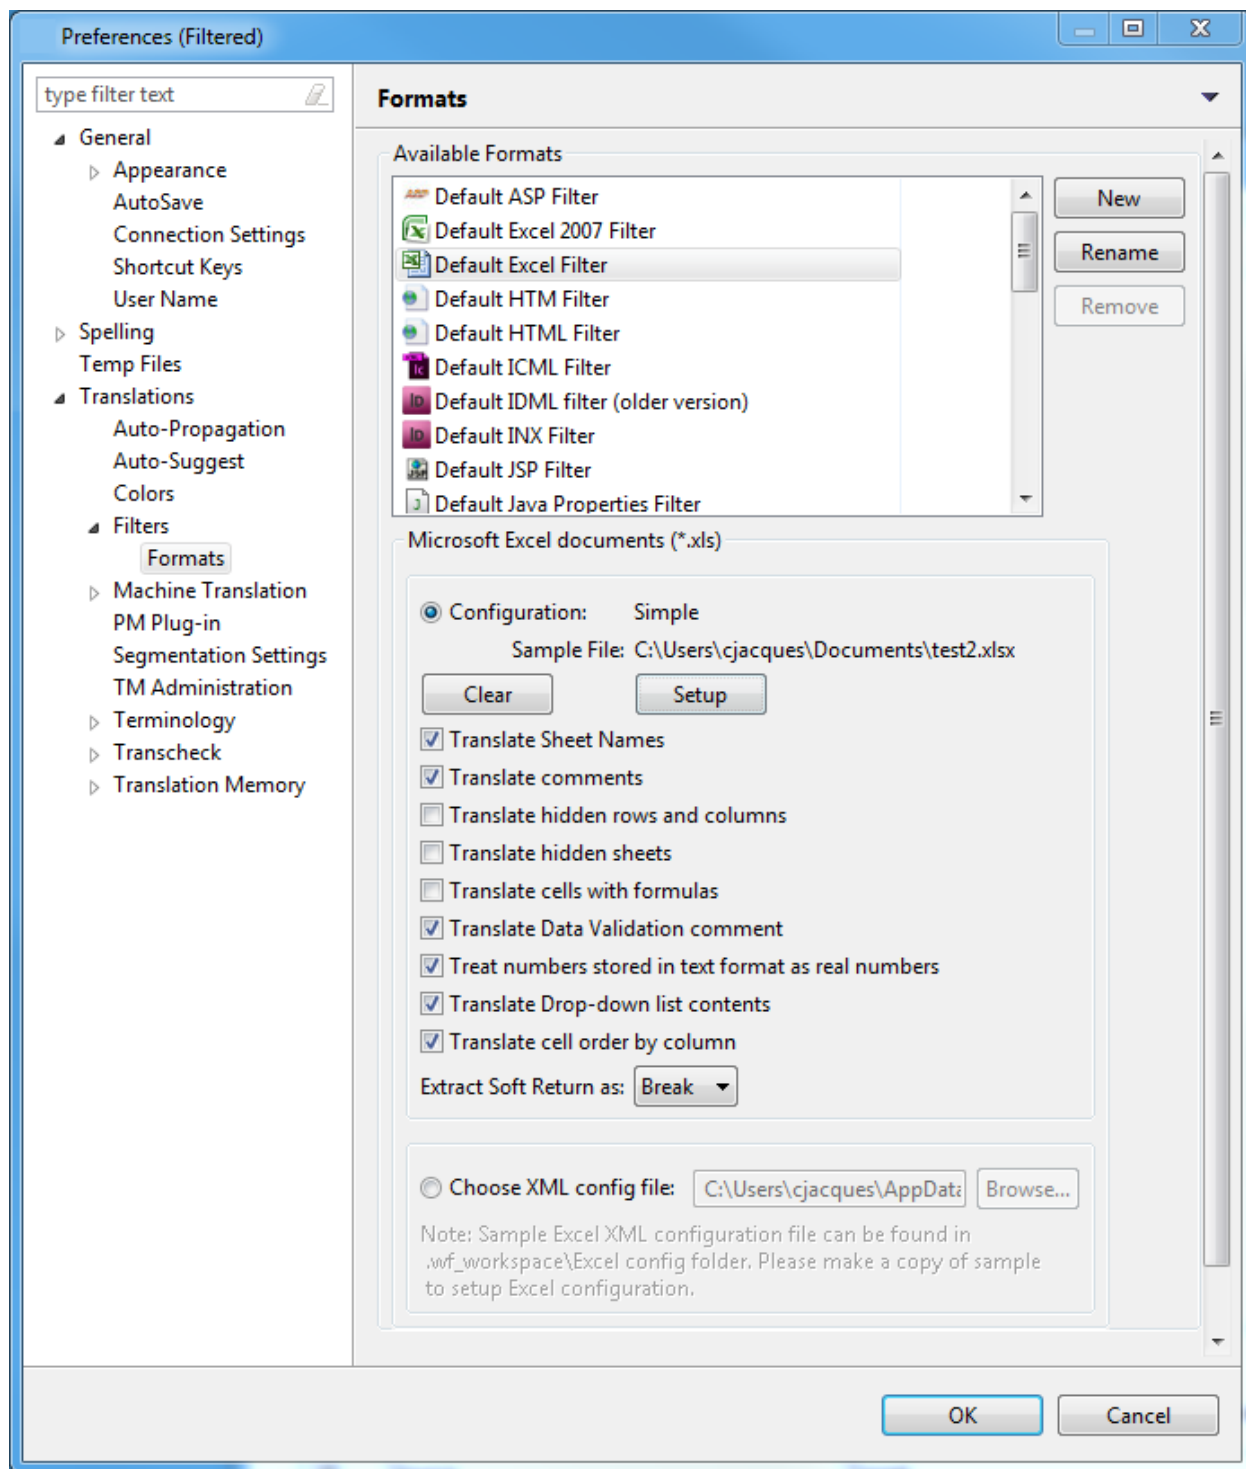 Preferences (Filtered)
type filter text
General
Appearance
AutoSave
Connection Settings
Shortcut Keys
User Name
Spelling
Temp Files
Translations
Auto-Propagation
Auto-Suggest
Colors
Filters
Formats
Machine Translation
PM Plug-in
Segmentation Settings
TM Administration
Terminology
Transcheck
Translation Memory
Formats
Available Formats
Default ASP Filter
Default Excel 2007 Filter
Default Excel Filter
Default HTM Filter
Default HTML Filter
Default ICML Filter
Default IDML filter (older version)
Default INX Filter
Default JSP Filter
Default Java Properties Filter
New
Rename
Remove
Microsoft Excel documents (*.xls)
Configuration: Simple
Sample File: C:\Users\cjacques\Documents\test2.xlsx
Clear Setup
Translate Sheet Names
Translate comments
Translate hidden rows and columns
Translate hidden sheets
Translate cells with formulas
Translate Data Validation comment
Treat numbers stored in text format as real numbers
Translate Drop-down list contents
Translate cell order by column
Extract Soft Return as: Break
Choose XML config file: C:\Users\cjacques\AppData Browse...
Note: Sample Excel XML configuration file can be found in
.wf_workspace\Excel config folder. Please make a copy of sample
to setup Excel configuration.
OK Cancel